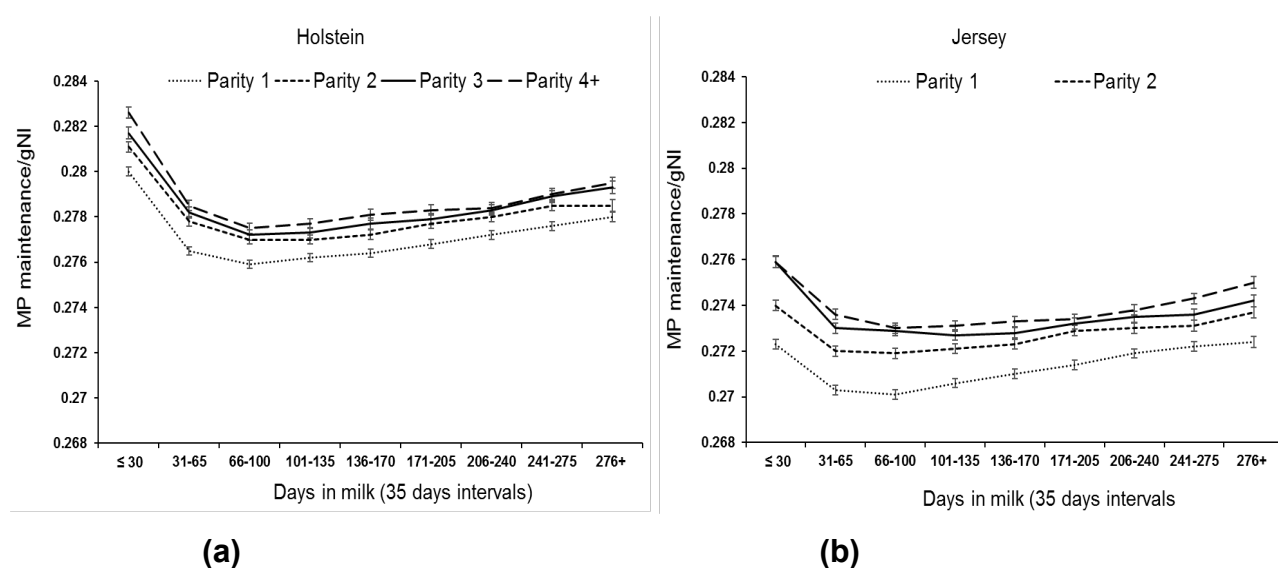 Holstein
Parity 1 Parity 2 Parity 3 Parity 4+
MP maintenance/gNI
0.284
0.282
0.28
0.278
0.276
0.274
0.272
0.27
0.268
≤ 30 31-65 66-100 101-135 136-170 171-205 206-240 241-275 276+
Days in milk (35 days intervals)
(a)
Jersey
Parity 1 Parity 2
MP maintenance/gNI
0.284
0.282
0.28
0.278
0.276
0.274
0.272
0.27
0.268
≤ 30 31-65 66-100 101-135 136-170 171-205 206-240 241-275 276+
Days in milk (35 days intervals
(b)